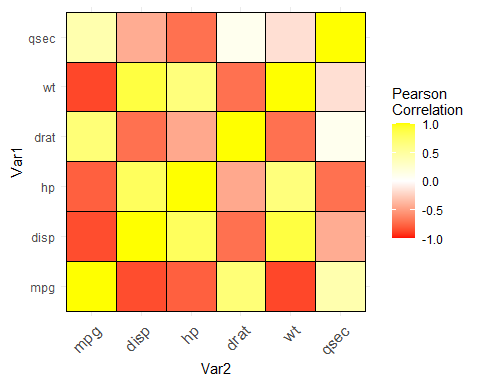 qsec
wt
drat
hp
disp
mpg
Var1
mpg
disp
hp
drat
wt
qsec
Var2
Pearson
Correlation
1.0
0.5
0.0
-0.5
-1.0